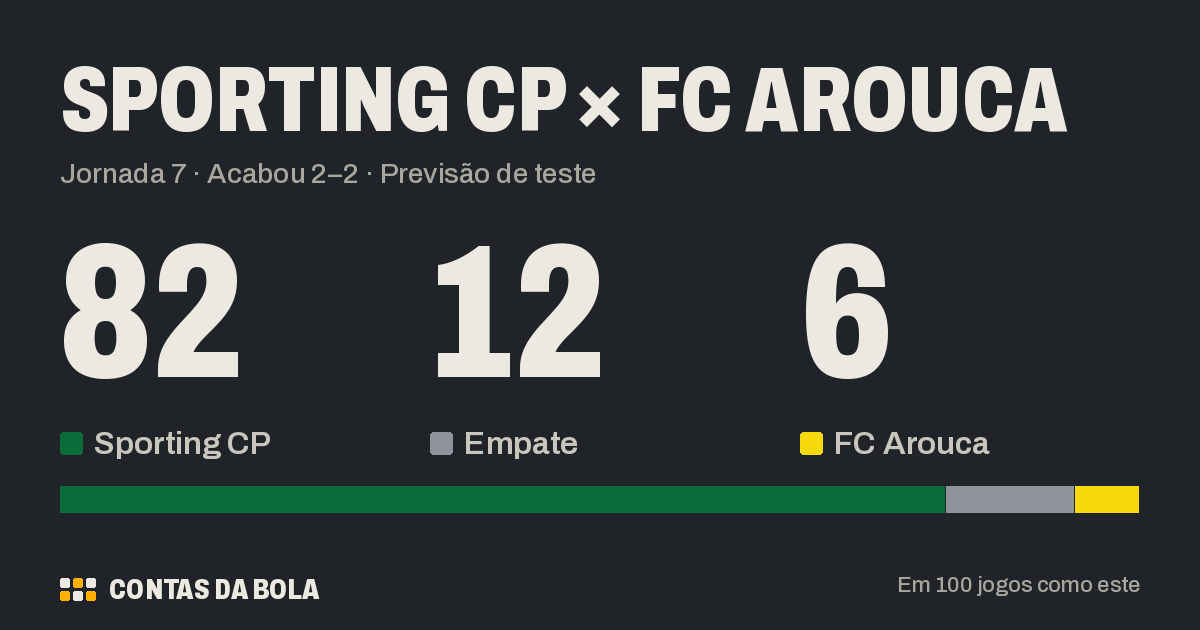 SPORTING CP × FC AROUCA
Jornada 7 · Acabou 2–2 · Previsão de teste
82 12 6
Sporting CP Empate FC Arouca
CONTAS DA BOLA Em 100 jogos como este